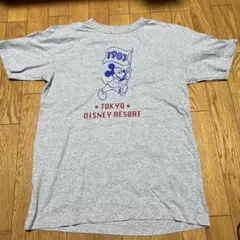 1983
★ TOKYO ★
DISNEY RESORT